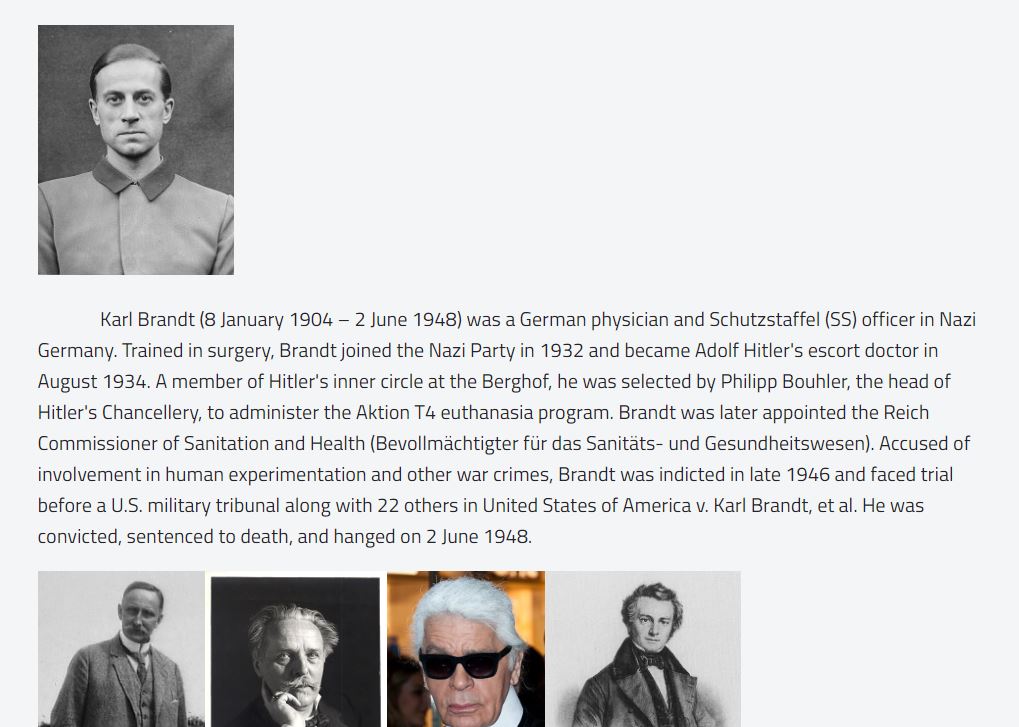 Karl Brandt (8 January 1904 – 2 June 1948) was a German physician and Schutzstaffel (SS) officer in Nazi
Germany. Trained in surgery, Brandt joined the Nazi Party in 1932 and became Adolf Hitler's escort doctor in
August 1934. A member of Hitler's inner circle at the Berghof, he was selected by Philipp Bouhler, the head of
Hitler's Chancellery, to administer the Aktion T4 euthanasia program. Brandt was later appointed the Reich
Commissioner of Sanitation and Health (Bevollmächtigter für das Sanitäts- und Gesundheitswesen). Accused of
involvement in human experimentation and other war crimes, Brandt was indicted in late 1946 and faced trial
before a U.S. military tribunal along with 22 others in United States of America v. Karl Brandt, et al. He was
convicted, sentenced to death, and hanged on 2 June 1948.